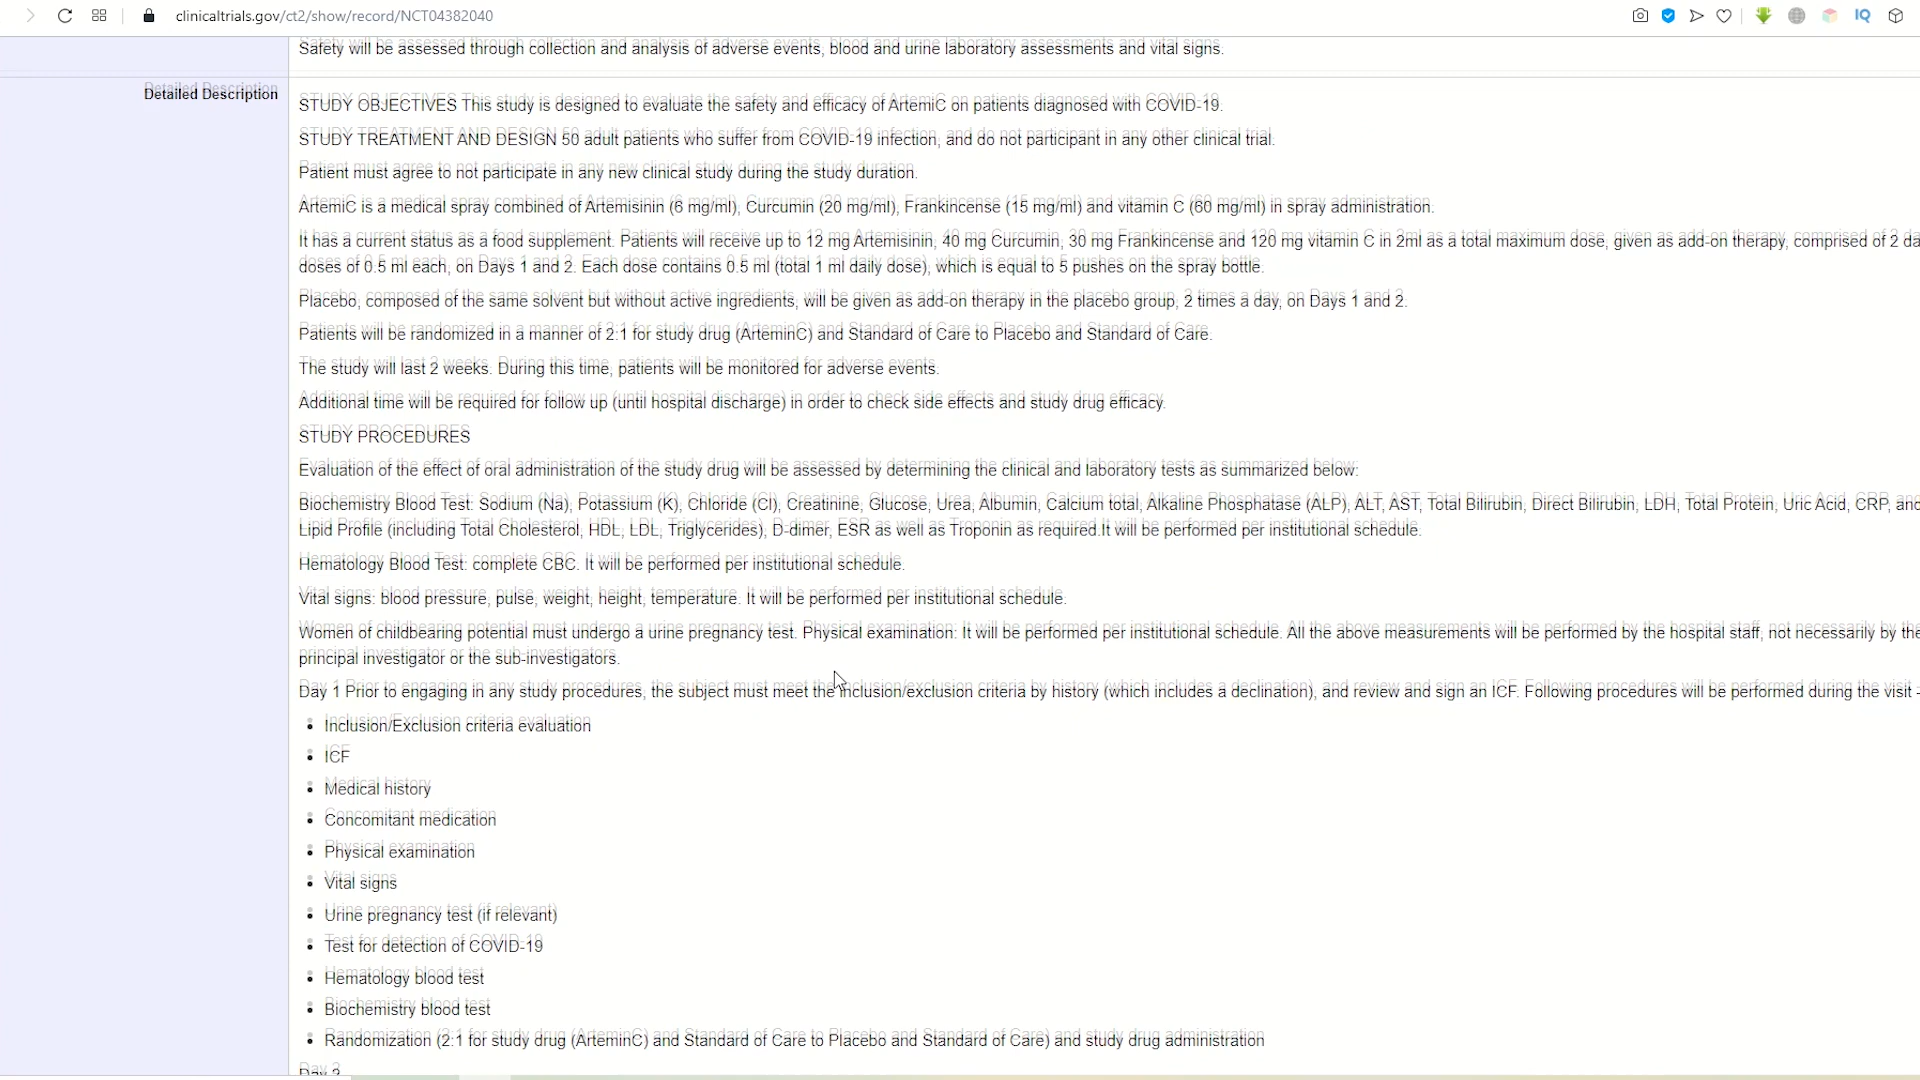 clinicaltrials.gov/ct2/show/record/NCT04382040
IQ
Safety will be assessed through collection and analysis of adverse events, blood and urine laboratory assessments and vital signs.
Detailed Description
STUDY OBJECTIVES This study is designed to evaluate the safety and efficacy of ArtemiC on patients diagnosed with COVID-19.
STUDY TREATMENT AND DESIGN 50 adult patients who suffer from COVID-19 infection, and do not participant in any other clinical trial.
Patient must agree to not participate in any new clinical study during the study duration.
ArtemiC is a medical spray combined of Artemisinin (6 mg/ml), Curcumin (20 mg/ml), Frankincense (15 mg/ml) and vitamin C (60 mg/ml) in spray administration.
It has a current status as a food supplement. Patients will receive up to 12 mg Artemisinin, 40 mg Curcumin, 30 mg Frankincense and 120 mg vitamin C in 2ml as a total maximum dose, given as add-on therapy, comprised of 2 da
doses of 0.5 ml each, on Days 1 and 2. Each dose contains 0.5 ml (total 1 ml daily dose), which is equal to 5 pushes on the spray bottle.
Placebo, composed of the same solvent but without active ingredients, will be given as add-on therapy in the placebo group, 2 times a day, on Days 1 and 2.
Patients will be randomized in a manner of 2:1 for study drug (ArteminC) and Standard of Care to Placebo and Standard of Care.
The study will last 2 weeks. During this time, patients will be monitored for adverse events.
Additional time will be required for follow up (until hospital discharge) in order to check side effects and study drug efficacy.
STUDY PROCEDURES
Evaluation of the effect of oral administration of the study drug will be assessed by determining the clinical and laboratory tests as summarized below:
Biochemistry Blood Test: Sodium (Na), Potassium (K), Chloride (Cl), Creatinine, Glucose, Urea, Albumin, Calcium total, Alkaline Phosphatase (ALP), ALT, AST, Total Bilirubin, Direct Bilirubin, LDH, Total Protein, Uric Acid, CRP, and
Lipid Profile (including Total Cholesterol, HDL, LDL, Triglycerides), D-dimer, ESR as well as Troponin as required.It will be performed per institutional schedule.
Hematology Blood Test: complete CBC. It will be performed per institutional schedule.
Vital signs: blood pressure, pulse, weight, height, temperature. It will be performed per institutional schedule.
Women of childbearing potential must undergo a urine pregnancy test. Physical examination: It will be performed per institutional schedule. All the above measurements will be performed by the hospital staff, not necessarily by the
principal investigator or the sub-investigators.
Day 1 Prior to engaging in any study procedures, the subject must meet the inclusion/exclusion criteria by history (which includes a declination), and review and sign an ICF. Following procedures will be performed during the visit -
• Inclusion/Exclusion criteria evaluation
• ICF
• Medical history
• Concomitant medication
• Physical examination
• Vital signs
• Urine pregnancy test (if relevant)
• Test for detection of COVID-19
• Hematology blood test
• Biochemistry blood test
• Randomization (2:1 for study drug (ArteminC) and Standard of Care to Placebo and Standard of Care) and study drug administration
Day 2